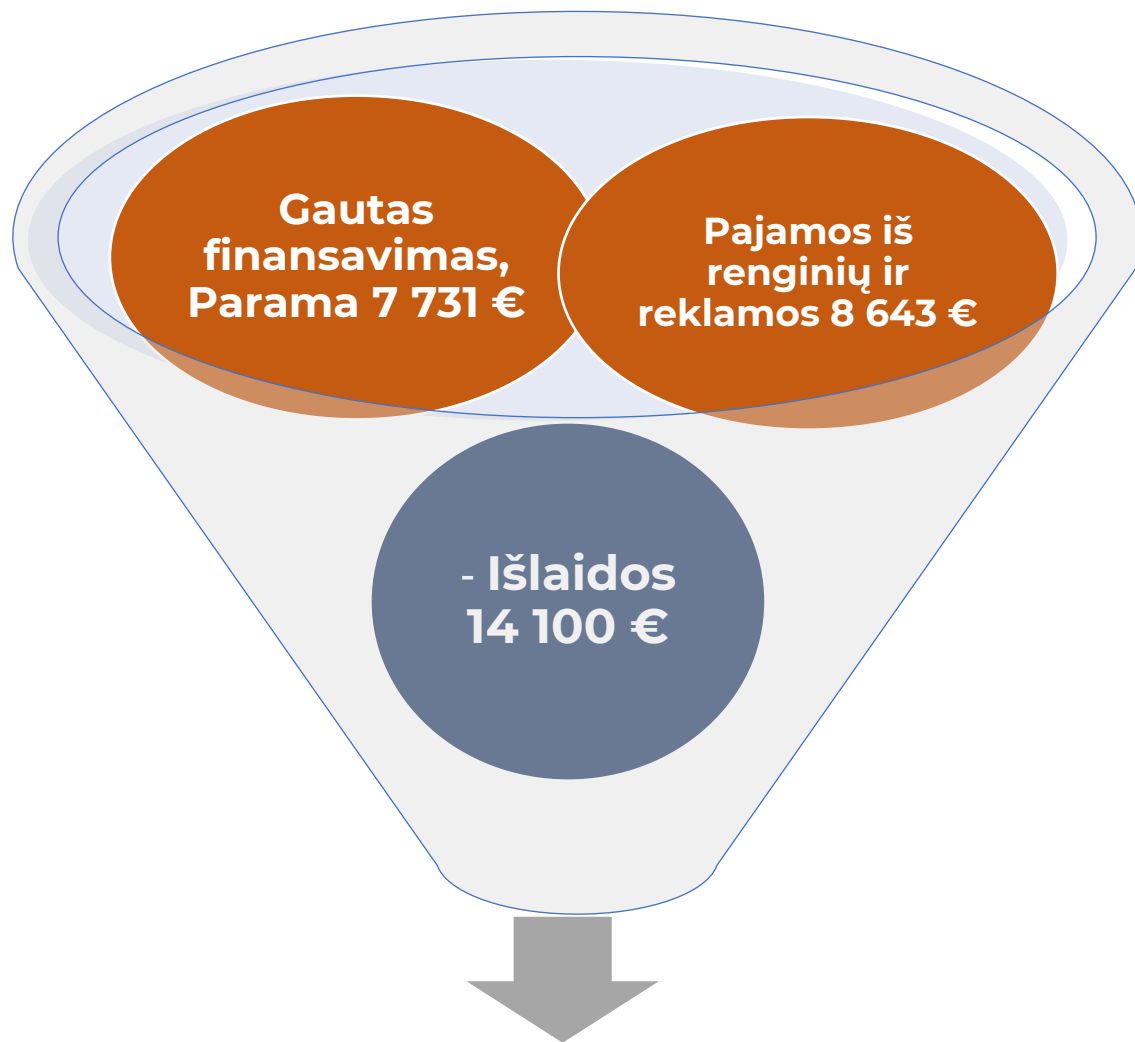 Gautas
finansavimas,
Parama 7 731 €
Pajamos iš
renginių ir
reklamos 8 643 €
- Išlaidos
14 100 €